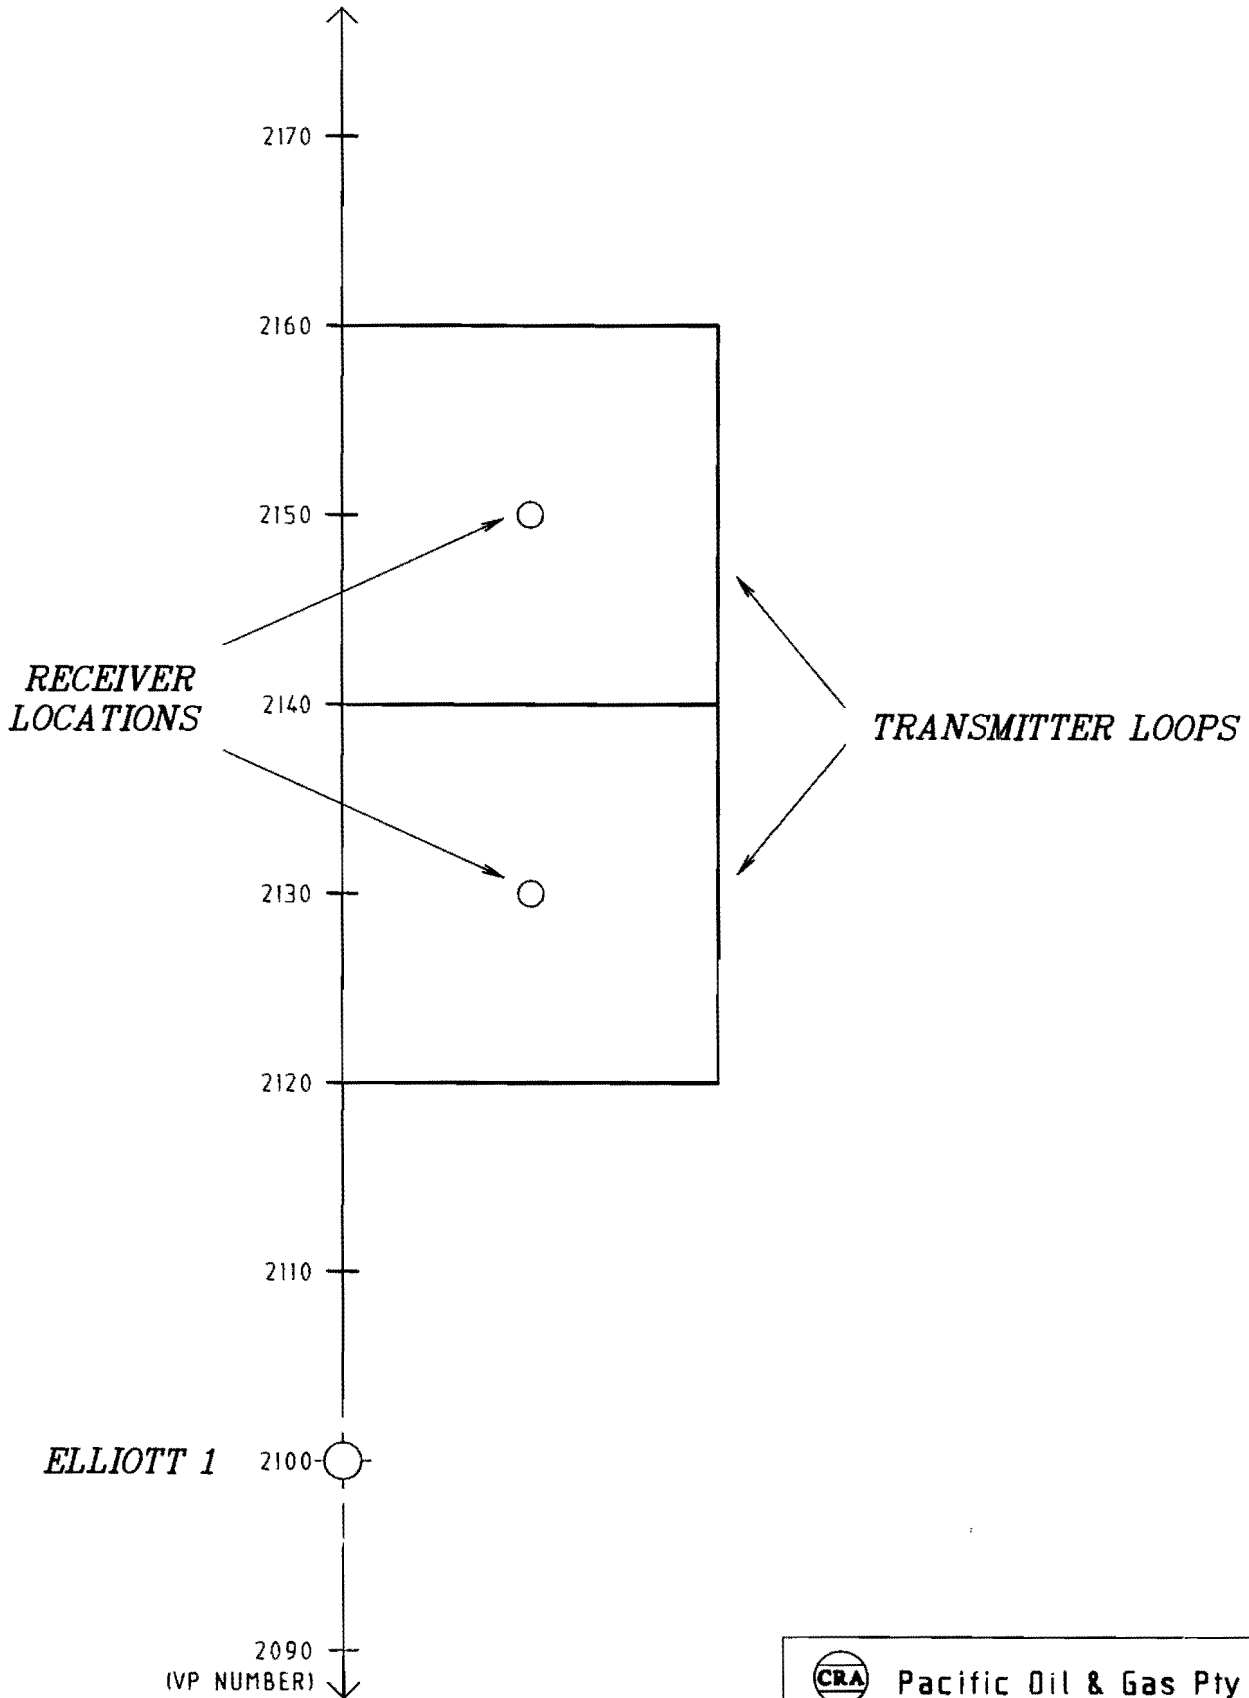 2170
2160
2150
RECEIVER
LOCATIONS
2140
TRANSMITTER LOOPS
2130
2120
2110
ELLIOTT 1
2100
2090
(VP NUMBER)
CRA
Pacific Oil & Gas Pty